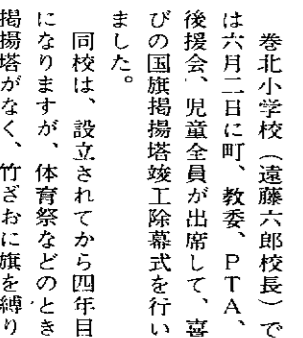 巻北小学校（遠藤六郎校長）で
は六月二日に町、教委、ＰＴＡ、
後援会、児童全員が出席して、喜
びの国旗掲揚塔竣工除幕式を行い
ました。
同校は、設立されてから四年目
になりますが、体育祭などのとき
掲揚塔がなく、竹ざおに旗を縛り